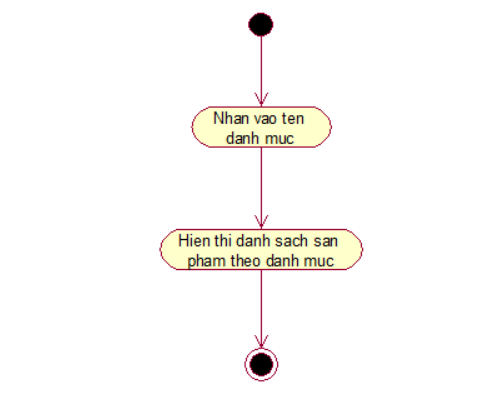 Nhan vao ten
danh muc
Hien thi danh sach san
pham theo danh muc